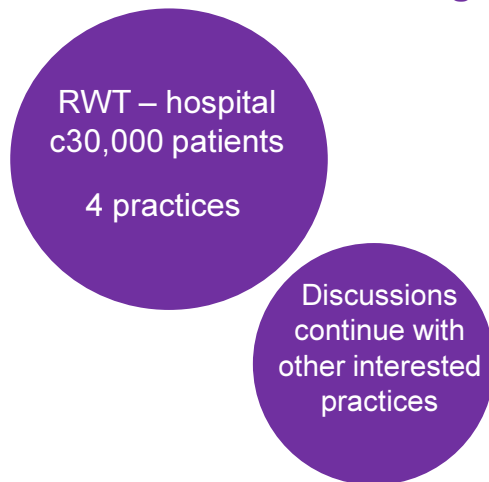 RWT – hospital
c30,000 patients
4 practices
Discussions
continue with
other interested
practices